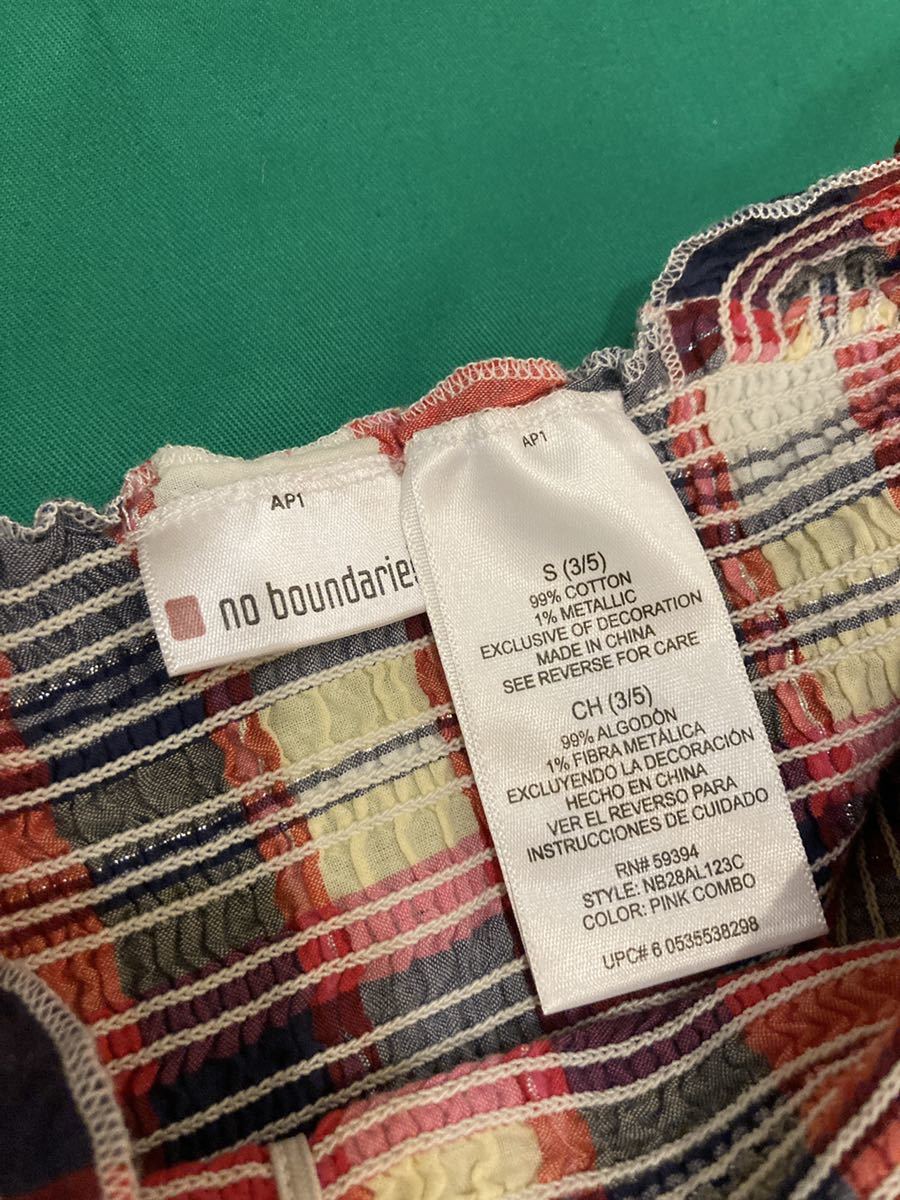 AP1
no boundaries
AP1
S (3/5)
99% COTTON
1% METALLIC
EXCLUSIVE OF DECORATION
MADE IN CHINA
SEE REVERSE FOR CARE
CH (3/5)
99% ALGODÓN
1% FIBRA METÁLICA
EXCLUYENDO LA DECORACIÓN
HECHO EN CHINA
VER EL REVERSO PARA
INSTRUCCIONES DE CUIDADO
RN# 59394
STYLE: NB28AL123C
COLOR: PINK COMBO
UPC# 6 0535538298